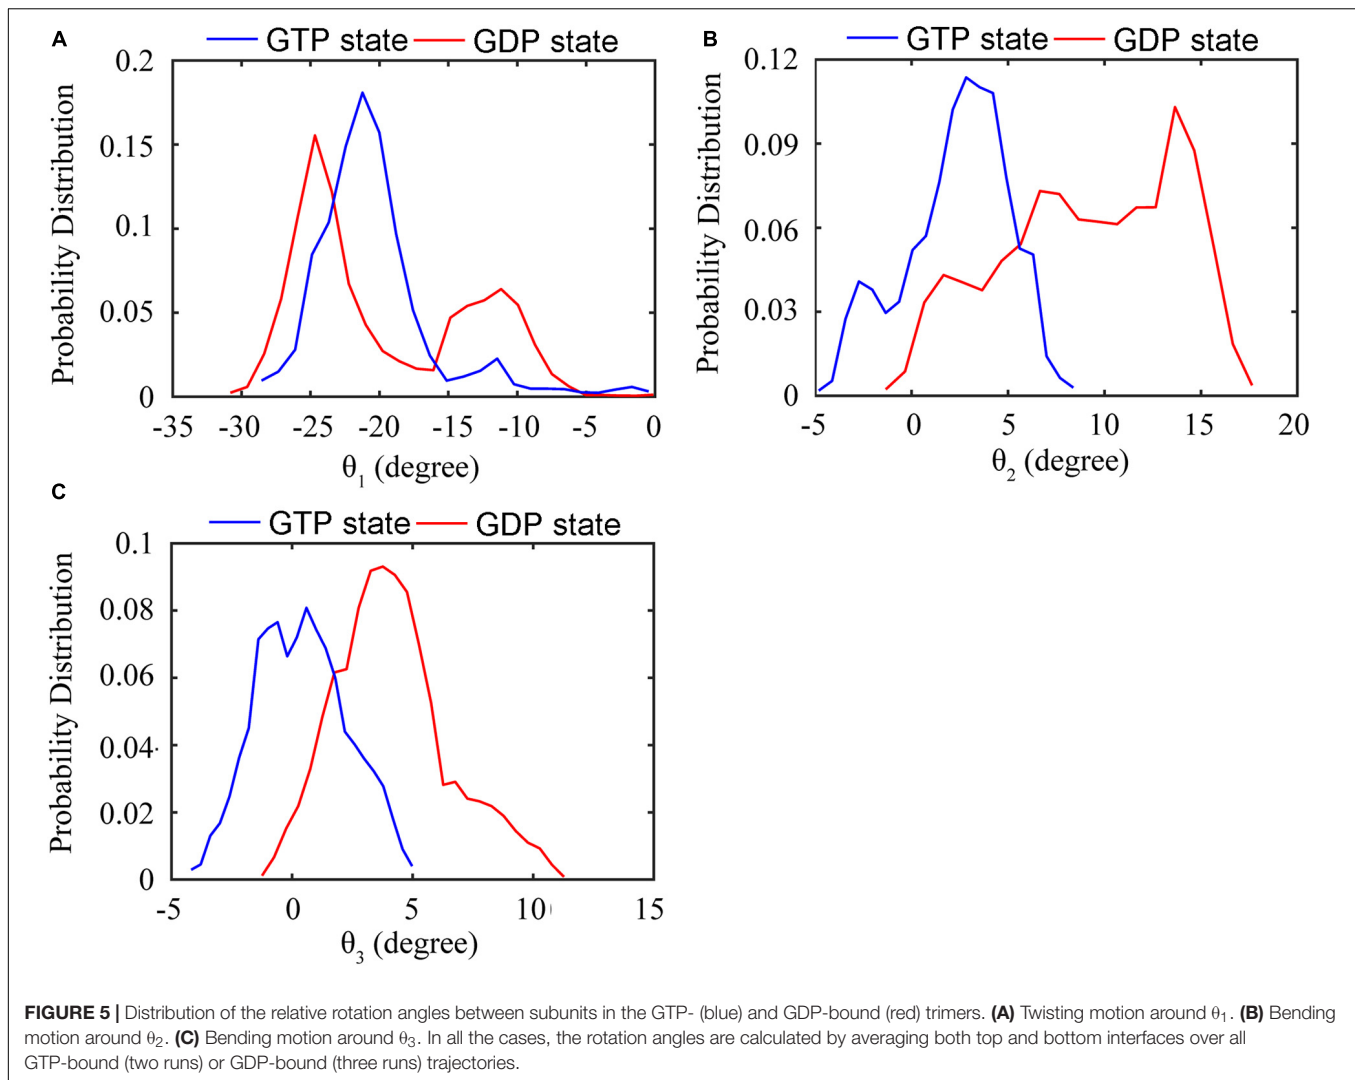 A
GTP state GDP state
0.2
0.15
0.1
0.05
0
Probability Distribution
-35 -30 -25 -20 -15 -10 -5 0
θ1 (degree)
B
GTP state GDP state
0.12
0.09
0.06
0.03
0
Probability Distribution
-5 0 5 10 15 20
θ2 (degree)
C
GTP state GDP state
0.1
0.08
0.06
0.04
0.02
0
Probability Distribution
-5 0 5 10 15
θ3 (degree)
FIGURE 5 | Distribution of the relative rotation angles between subunits in the GTP- (blue) and GDP-bound (red) trimers. (A) Twisting motion around θ1. (B) Bending
motion around θ2. (C) Bending motion around θ3. In all the cases, the rotation angles are calculated by averaging both top and bottom interfaces over all
GTP-bound (two runs) or GDP-bound (three runs) trajectories.